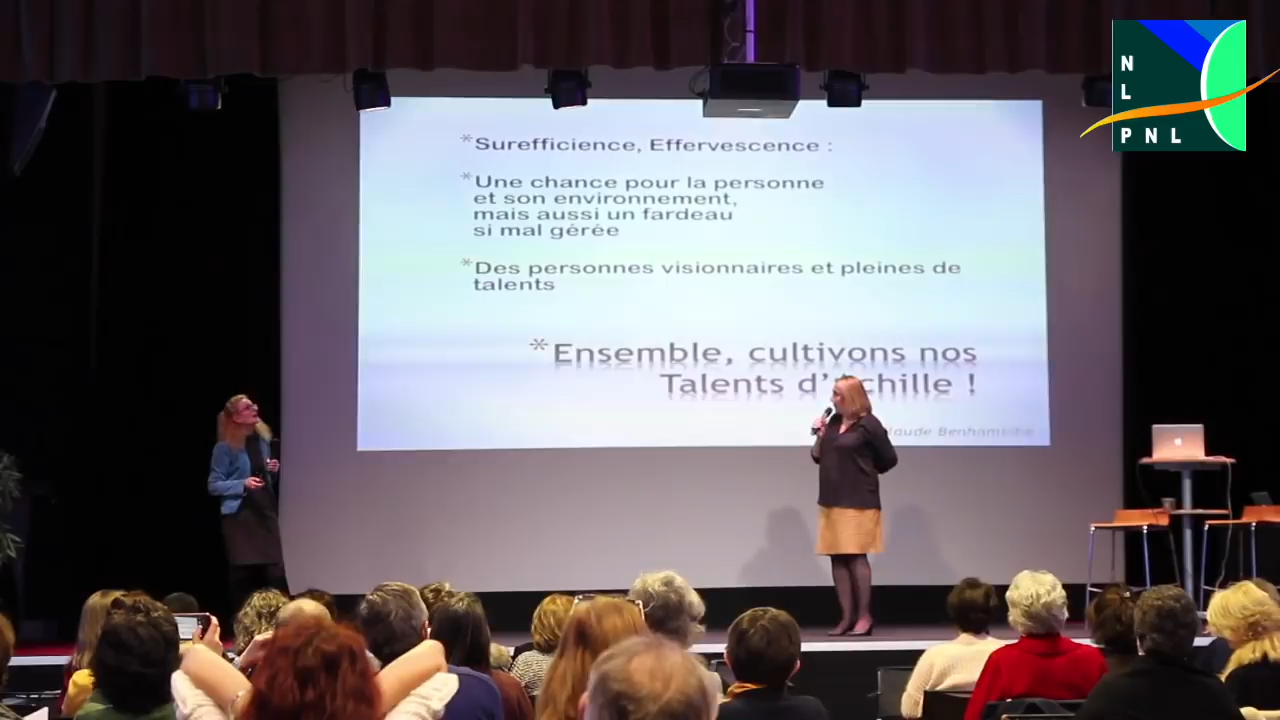 N
L
P N L
*Surefficience, Effervescence :
*Une chance pour la personne
et son environnement,
mais aussi un fardeau
si mal gérée
*Des personnes visionnaires et pleines de
talents
*Ensemble, cultivons nos
Talents d' !